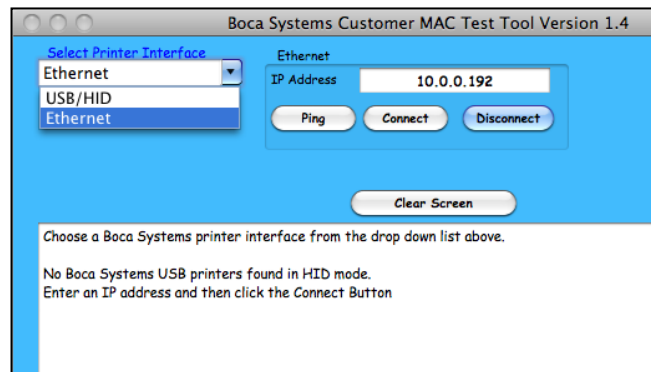 Boca Systems Customer MAC Test Tool Version 1.4
Select Printer Interface
Ethernet
USB/HID
Ethernet
Ethernet
IP Address 10.0.0.192
Ping Connect Disconnect
Clear Screen
Choose a Boca Systems printer interface from the drop down list above.
No Boca Systems USB printers found in HID mode.
Enter an IP address and then click the Connect Button